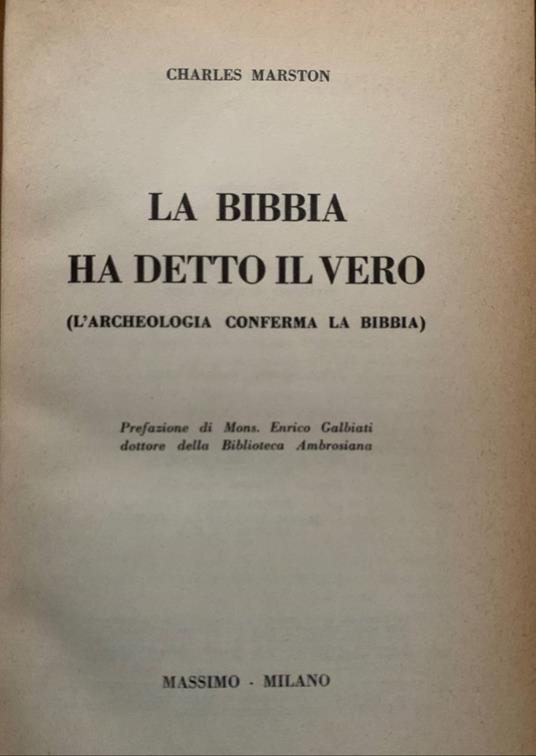 CHARLES MARSTON
LA BIBBIA
HA DETTO IL VERO
(L'ARCHEOLOGIA CONFERMA LA BIBBIA)
Prefazione di Mons. Enrico Galbiati
dottore della Biblioteca Ambrosiana
MASSIMO - MILANO